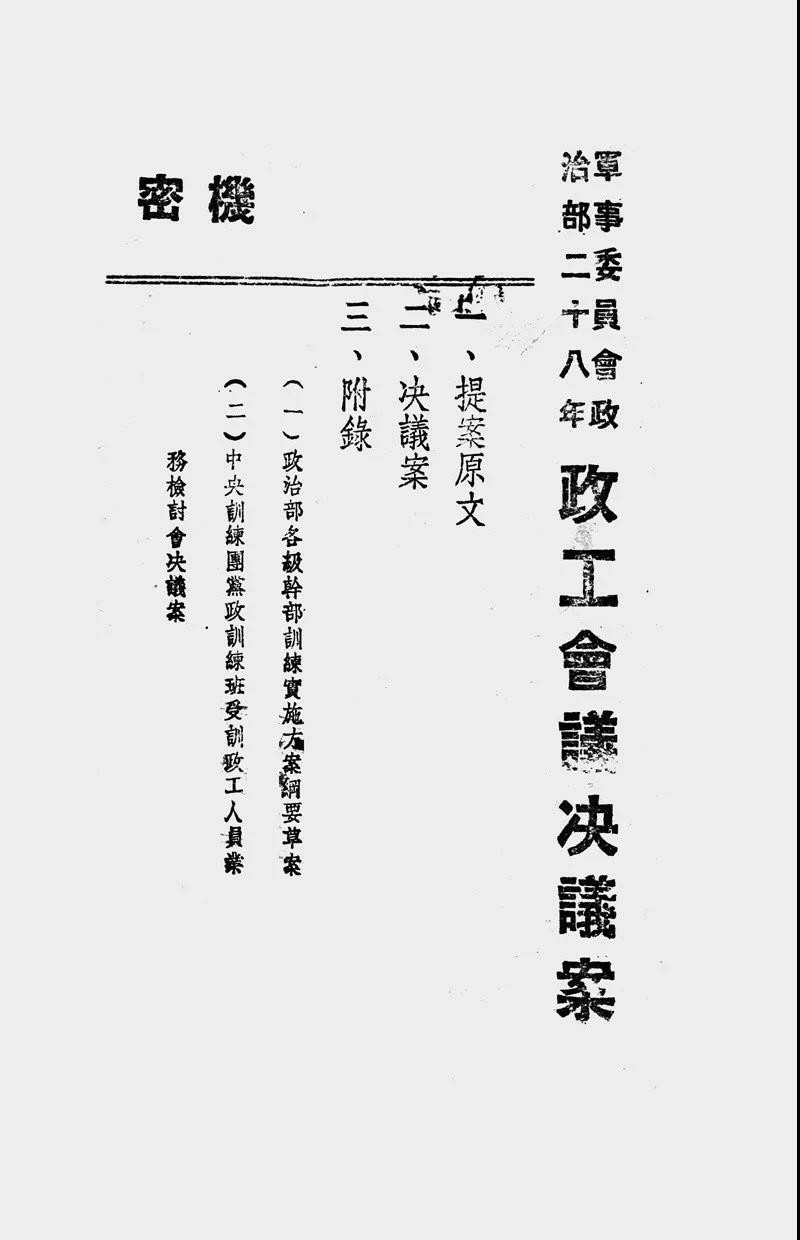 軍事委員會政
治部二十八年
政工會議决議案
機密
一、提案原文
二、决議案
三、附錄
(一)政治部各級幹部訓練實施方案綱要草案
(二)中央訓練團黨政訓練班受訓政工人員業
務檢討會决議案